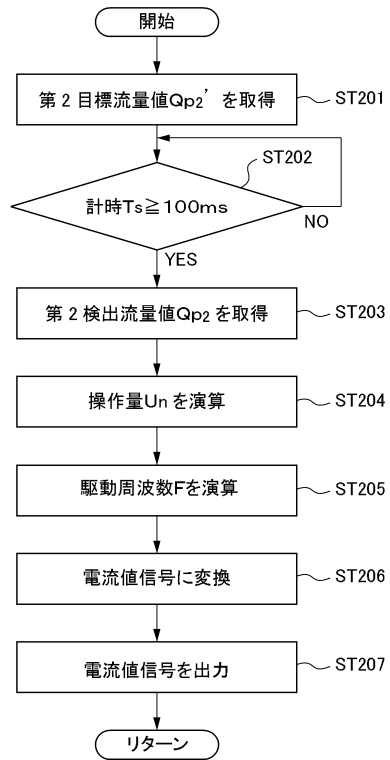 開始
第2目標流量値Qp2'を取得
ST201
ST202
計時Ts≧100ms
NO
YES
第2検出流量値Qp2を取得
ST203
操作量Unを演算
ST204
駆動周波数Fを演算
ST205
電流値信号に変換
ST206
電流値信号を出力
ST207
リターン